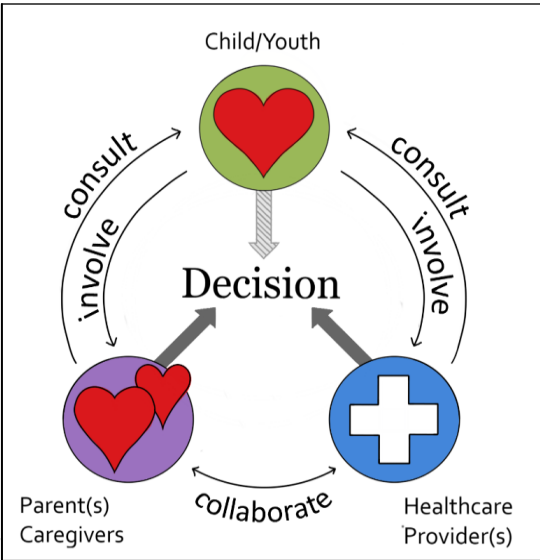 Child/Youth
consult
involve
consult
involve
Decision
collaborate
Parent(s)
Caregivers
Healthcare
Provider(s)